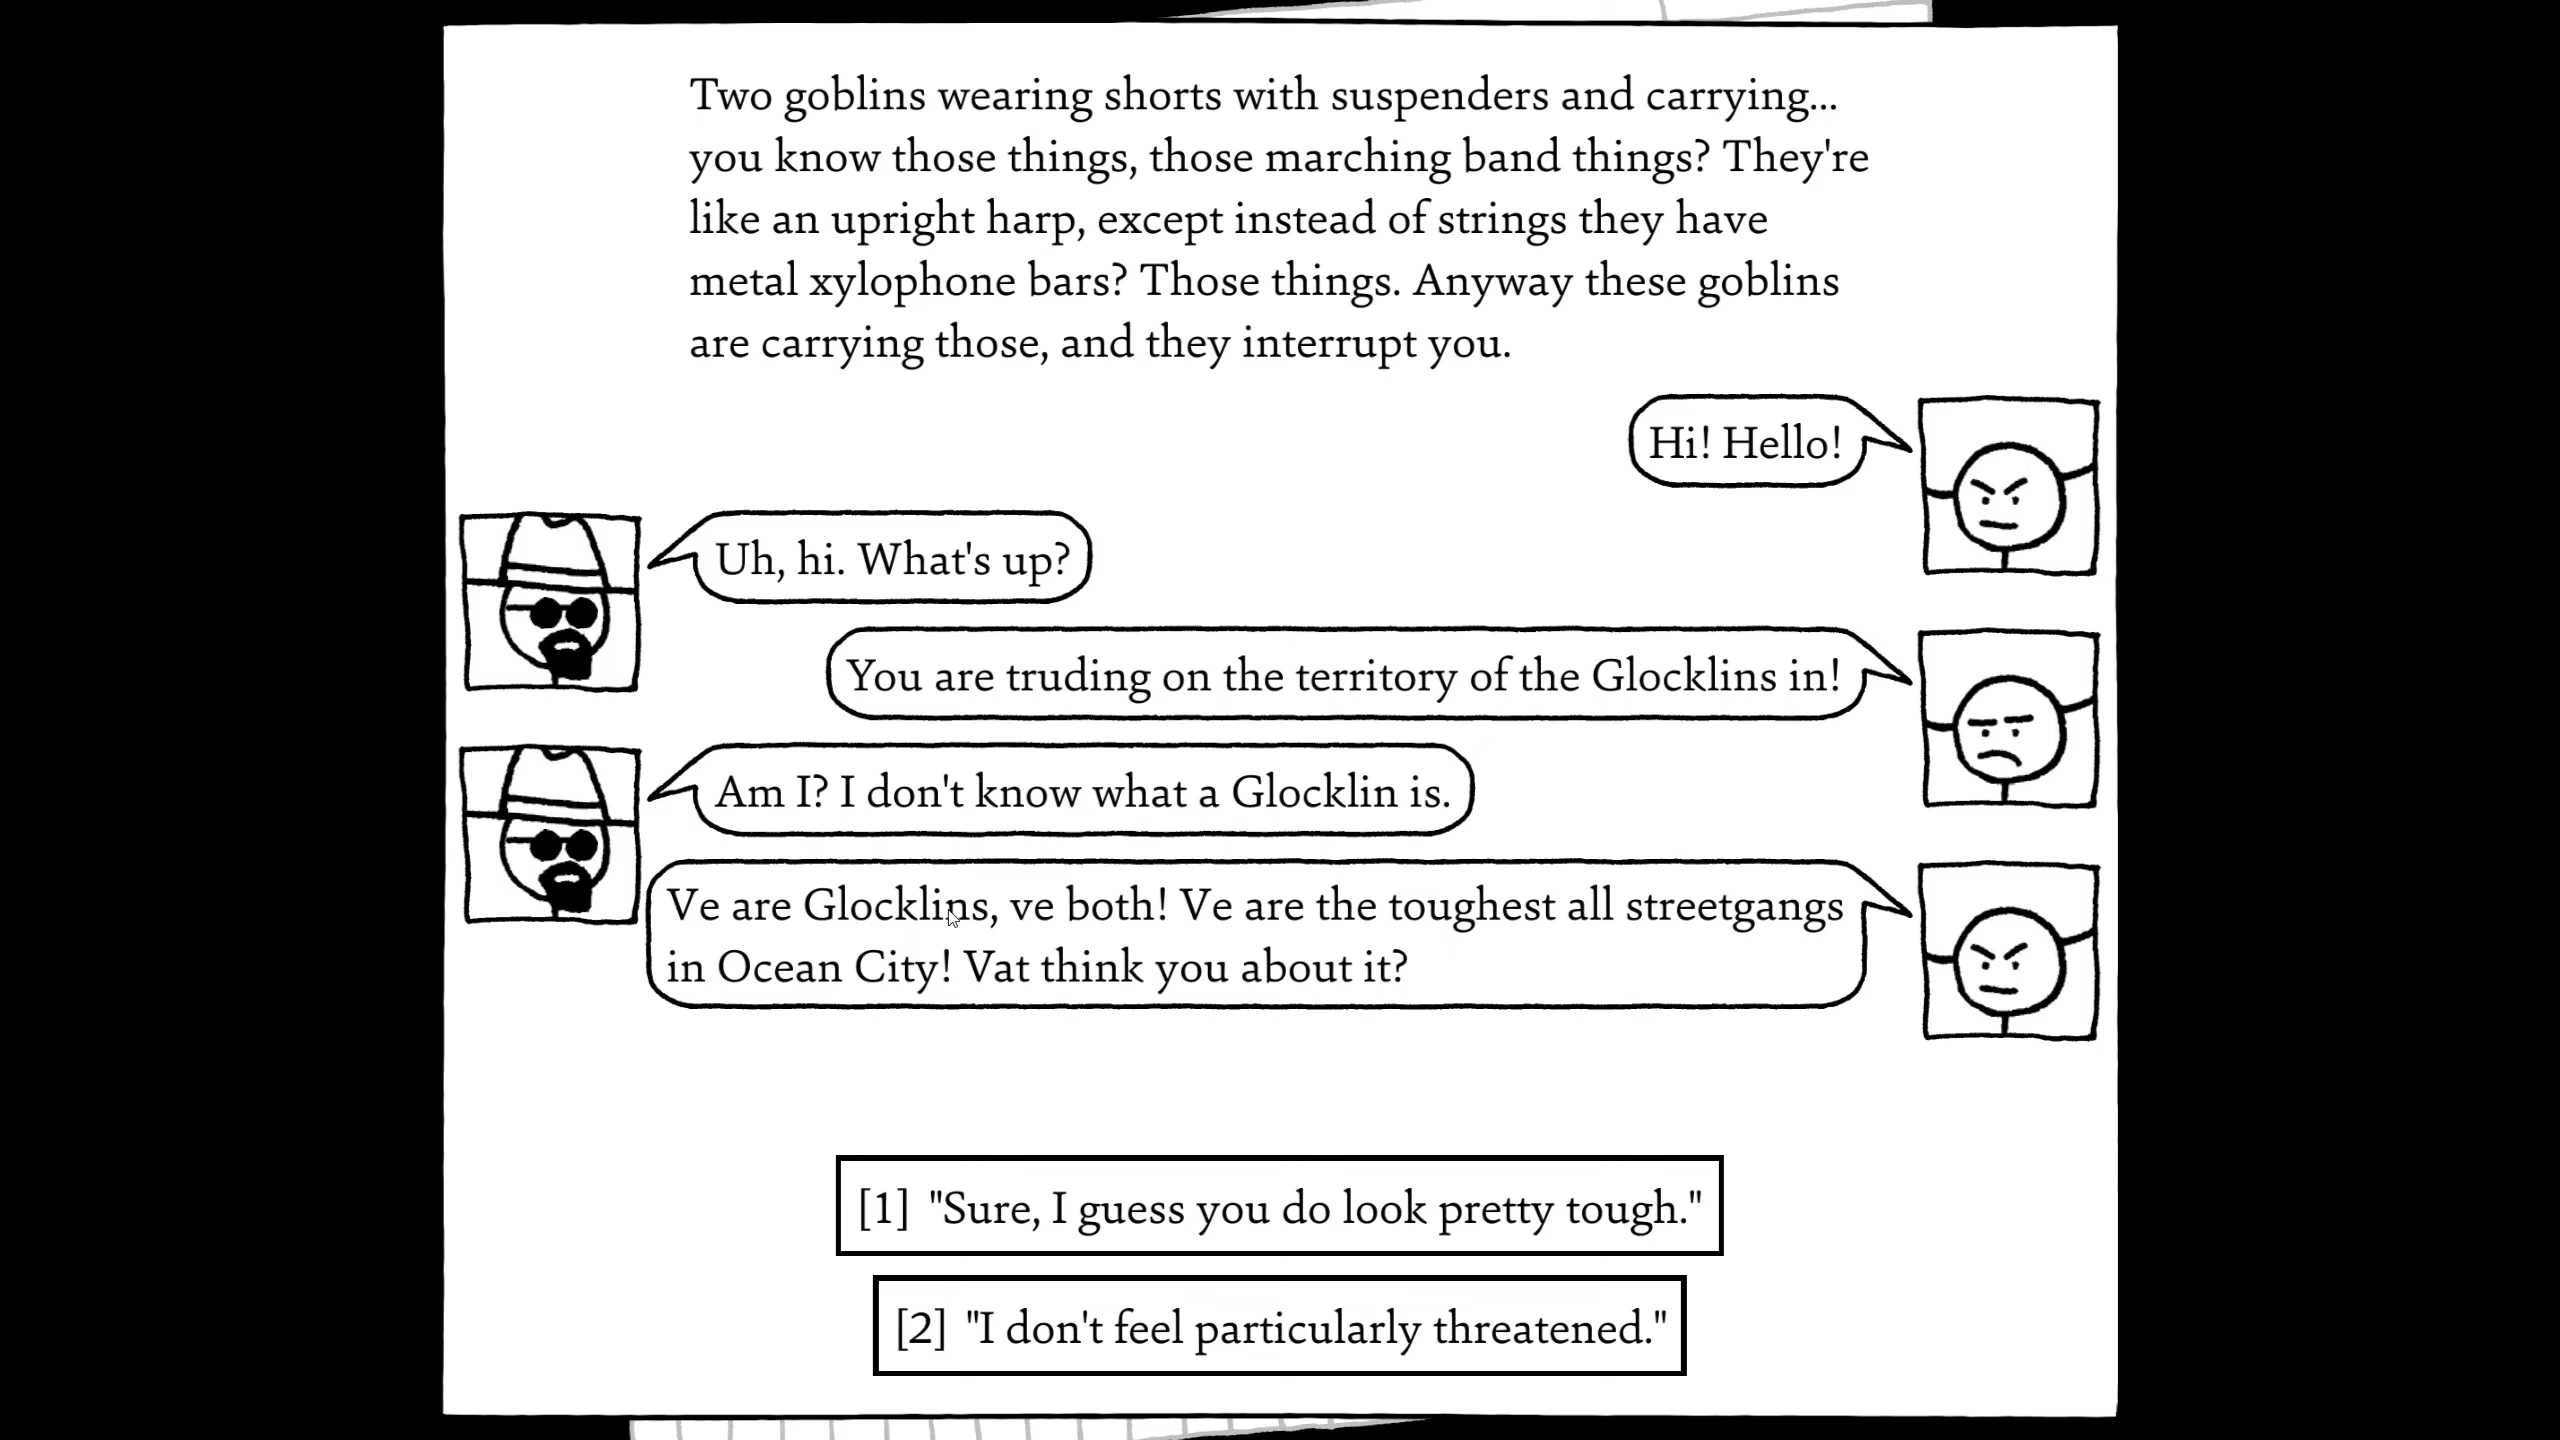 Two goblins wearing shorts with suspenders and carrying...
you know those things, those marching band things? They're
like an upright harp, except instead of strings they have
metal xylophone bars? Those things. Anyway these goblins
are carrying those, and they interrupt you.
Hi! Hello!
Uh, hi. What's up?
You are truding on the territory of the Glocklins in!
Am I? I don't know what a Glocklin is.
Ve are Glocklins, ve both! Ve are the toughest all streetgangs
in Ocean City! Vat think you about it?
[1] "Sure, I guess you do look pretty tough."
[2] "I don't feel particularly threatened."